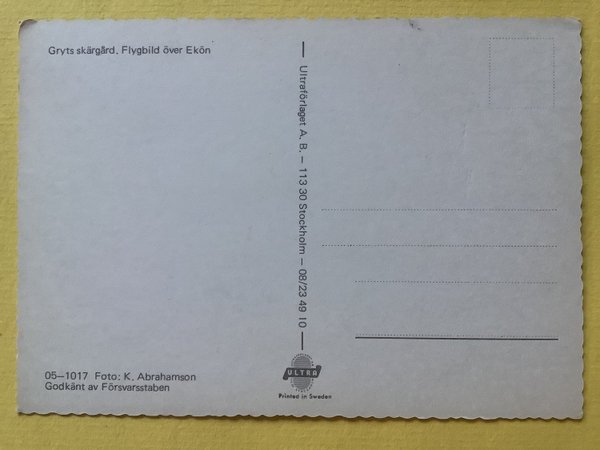 Gryts skärgård. Flygbild över Ekön
Ultraförlaget A. B. – 113 30 Stockholm – 08/23 49 10
05–1017 Foto: K. Abrahamson
Godkänt av Försvarsstaben
ULTRA
Printed in Sweden